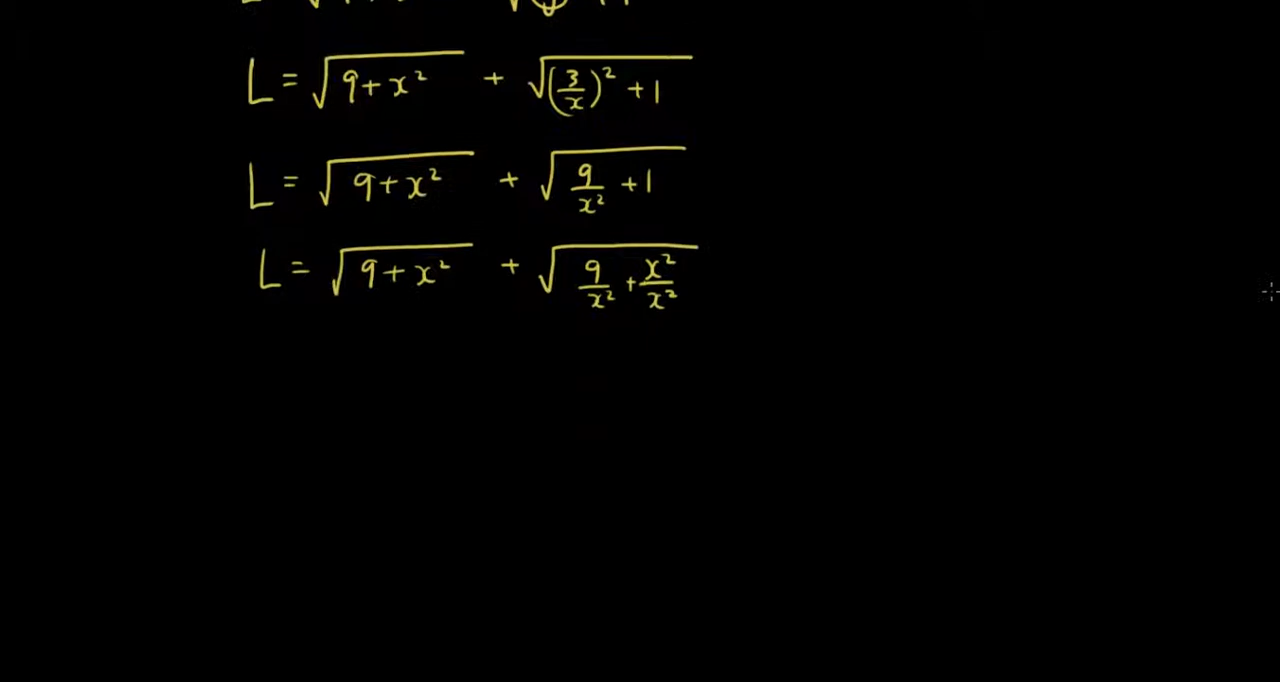 L = √(9 + x²) + √((3/x)² + 1)
L = √(9 + x²) + √(9/x² + 1)
L = √(9 + x²) + √(9/x² + x²/x²)